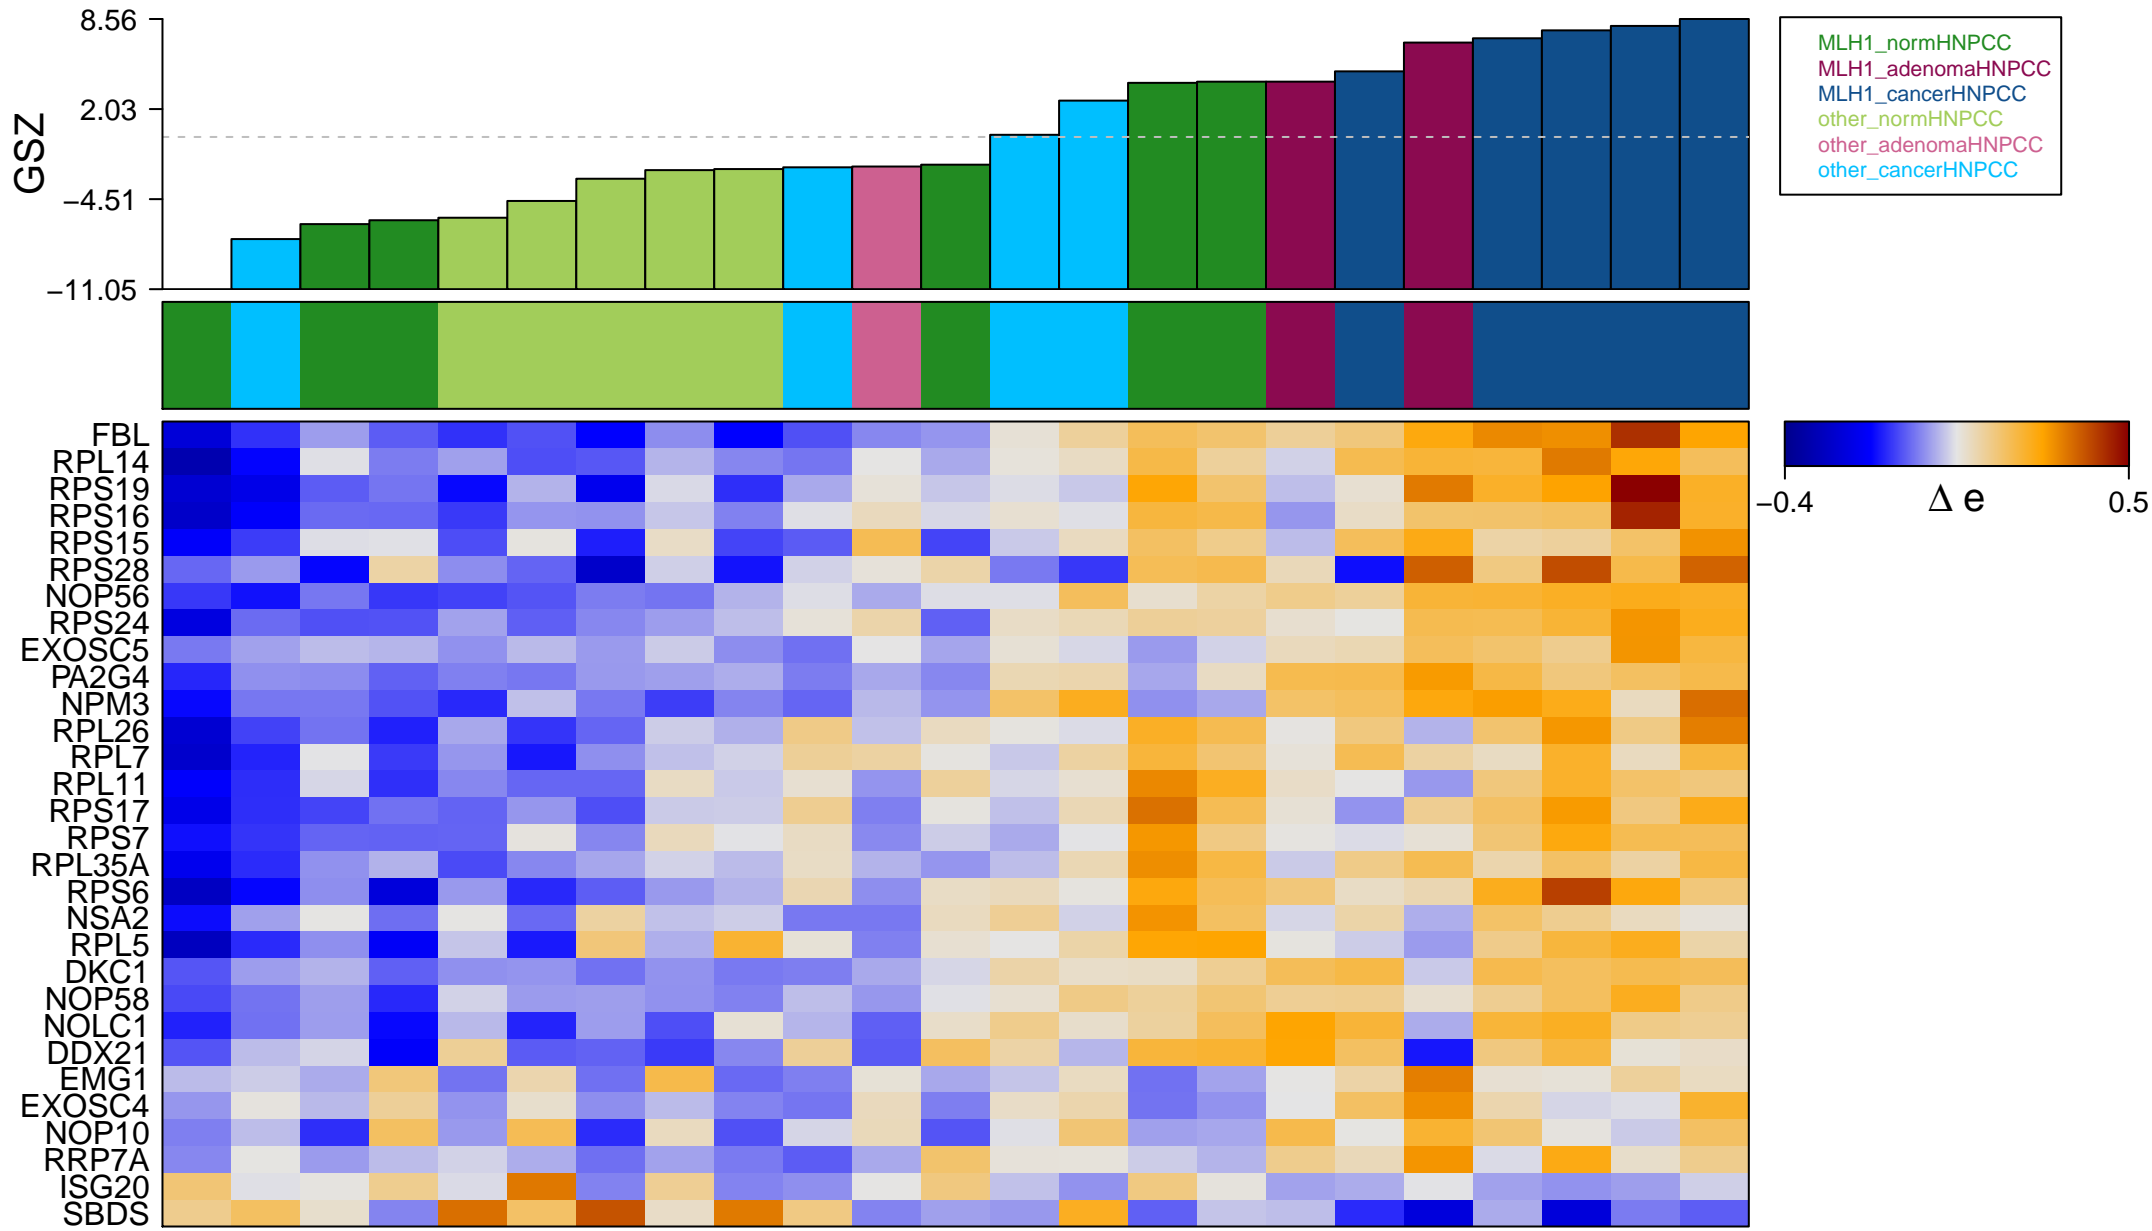 8.56
2.03
−4.51
−11.05
GSZ
MLH1_normHNPCC
MLH1_adenomaHNPCC
MLH1_cancerHNPCC
other_normHNPCC
other_adenomaHNPCC
other_cancerHNPCC
FBL
RPL14
RPS19
RPS16
RPS15
RPS28
NOP56
RPS24
EXOSC5
PA2G4
NPM3
RPL26
RPL7
RPL11
RPS17
RPS7
RPL35A
RPS6
NSA2
RPL5
DKC1
NOP58
NOLC1
DDX21
EMG1
EXOSC4
NOP10
RRP7A
ISG20
SBDS
−0.4 Δ e 0.5